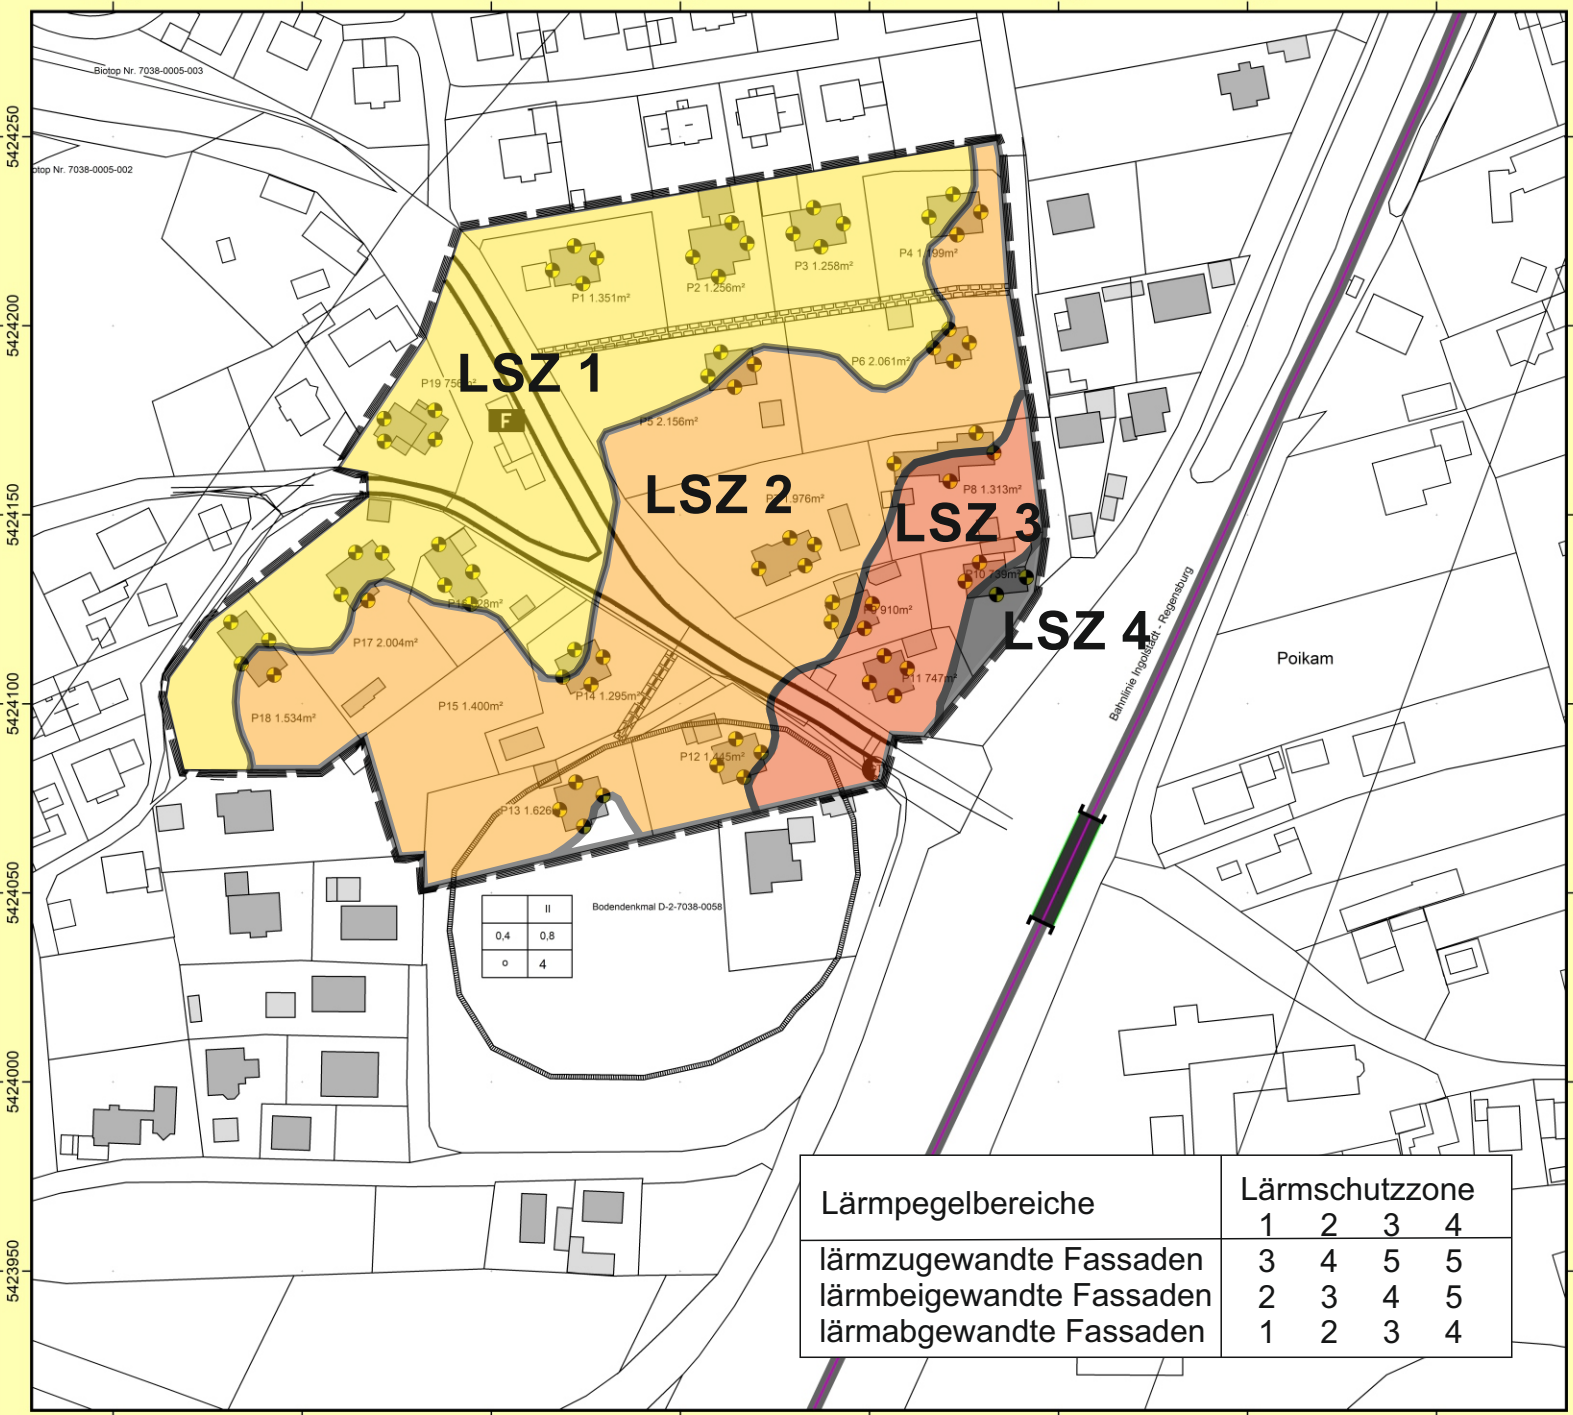 Biotop Nr. 7038-0005-003
otop Nr. 7038-0005-002
5424250
5424200
5424150
5424100
5424050
5424000
5423950
P1 1.351m²
P2 1.256m²
P3 1.258m²
P4 1.199m²
P19 756m²
LSZ 1
F
P6 2.061m²
P5 2.156m²
LSZ 2
1.976m²
P8 1.313m²
LSZ 3
P10 739m²
910m²
LSZ 4
P17 2.004m²
P14 1.295m²
P11 747m²
P18 1.534m²
P15 1.400m²
P12 1.445m²
P13 1.626
Bahnlinie Ingolstadt - Regensburg
Poikam
Bodendenkmal D-2-7038-0058
II
0,4 0,8
o 4
Lärmpegelbereiche
Lärmschutzzone
1 2 3 4
lärmzugewandte Fassaden 3 4 5 5
lärmbeigewandte Fassaden 2 3 4 5
lärmabgewandte Fassaden 1 2 3 4